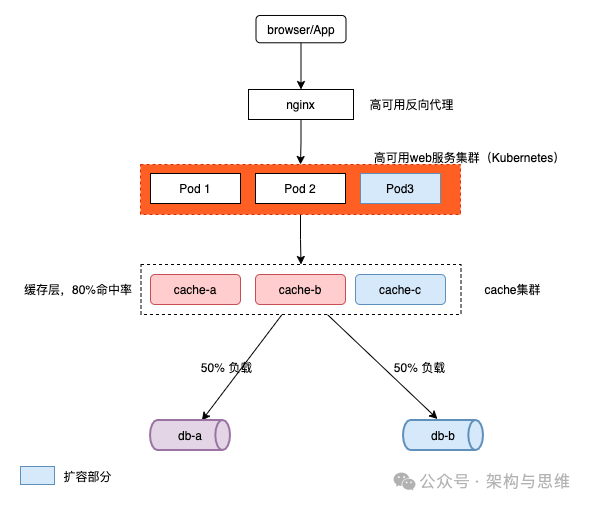 browser/App
nginx
高可用反向代理
高可用web服务集群（Kubernetes）
Pod 1
Pod 2
Pod3
缓存层，80%命中率
cache-a
cache-b
cache-c
cache集群
50% 负载
50% 负载
db-a
db-b
扩容部分
公众号 · 架构与思维